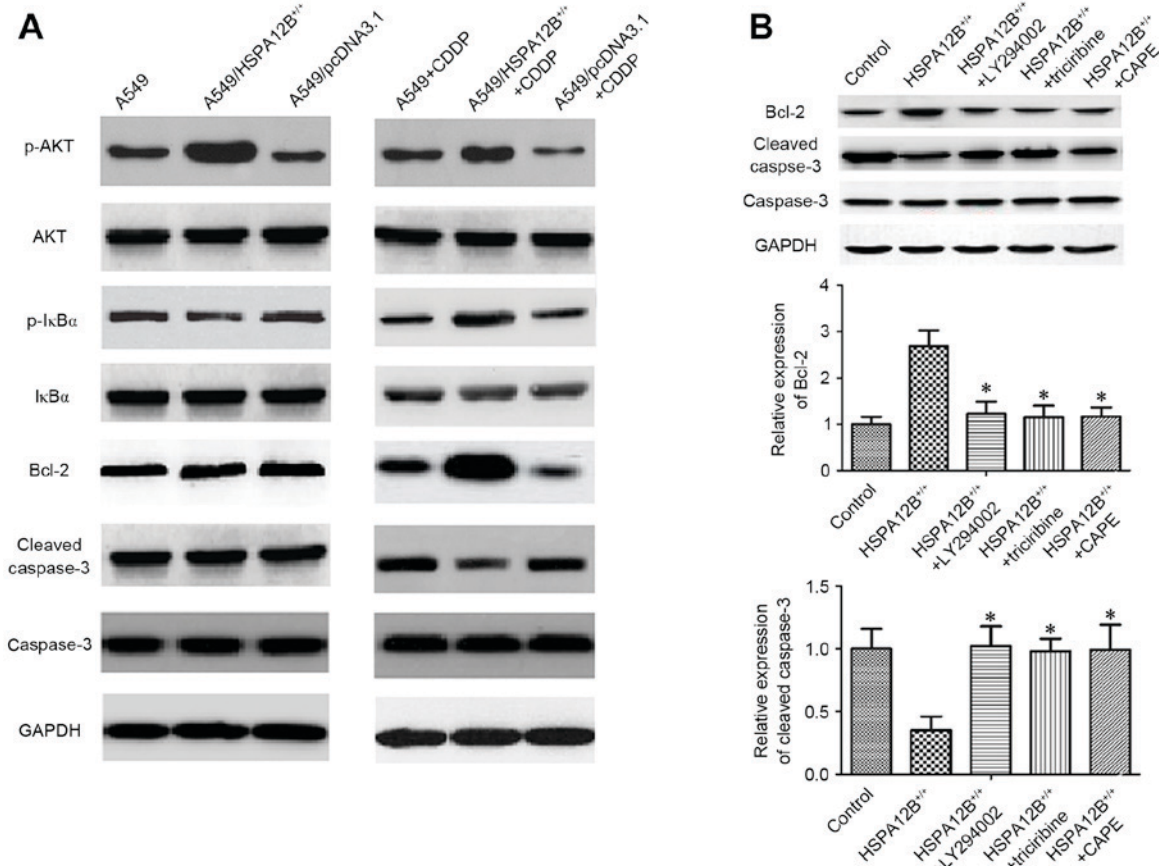 A
A549
A549/HSPA12B+/+
A549/pcDNA3.1
A549+CDDP
A549/HSPA12B+/+
+CDDP
A549/pcDNA3.1
+CDDP
p-AKT
AKT
p-IκBα
IκBα
Bcl-2
Cleaved
caspase-3
Caspase-3
GAPDH
B
Control
HSPA12B+/+
HSPA12B+/+
+LY294002
HSPA12B+/+
+triciribine
HSPA12B+/+
+CAPE
Bcl-2
Cleaved
caspse-3
Caspase-3
GAPDH
Relative expression
of Bcl-2
4
3
2
1
0
* * *
Control
HSPA12B+/+
HSPA12B+/+
+LY294002
HSPA12B+/+
+triciribine
HSPA12B+/+
+CAPE
Relative expression
of cleaved caspase-3
1.5
1.0
0.5
0.0
* * *
Control
HSPA12B+/+
HSPA12B+/+
LY294002
HSPA12B+/+
+triciribine
HSPA12B+/+
+CAPE